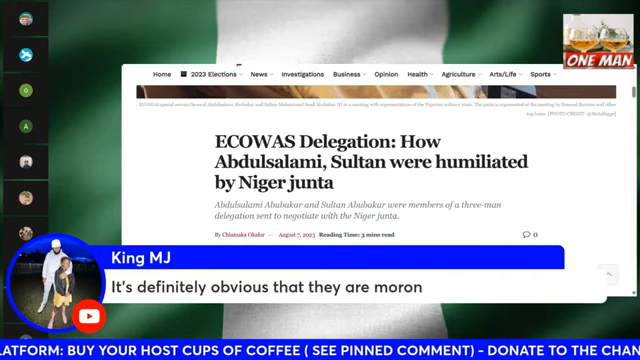 ONE MAN
Home 2023 Elections News Investigations Business Opinion Health Agriculture Arts/Life Sports
ECOWAS Delegation: How
Abdulsalami, Sultan were humiliated
by Niger junta
Abdulsalami Abubakar and Sultan Abubakar were members of a three-man
delegation sent to negotiate with the Niger junta.
By Chiamaka Okafor August 7, 2023 Reading Time: 3 mins read 0
King MJ
It's definitely obvious that they are moron
G
A
LATFORM: BUY YOUR HOST CUPS OF COFFEE ( SEE PINNED COMMENT) - DONATE TO THE CHAN